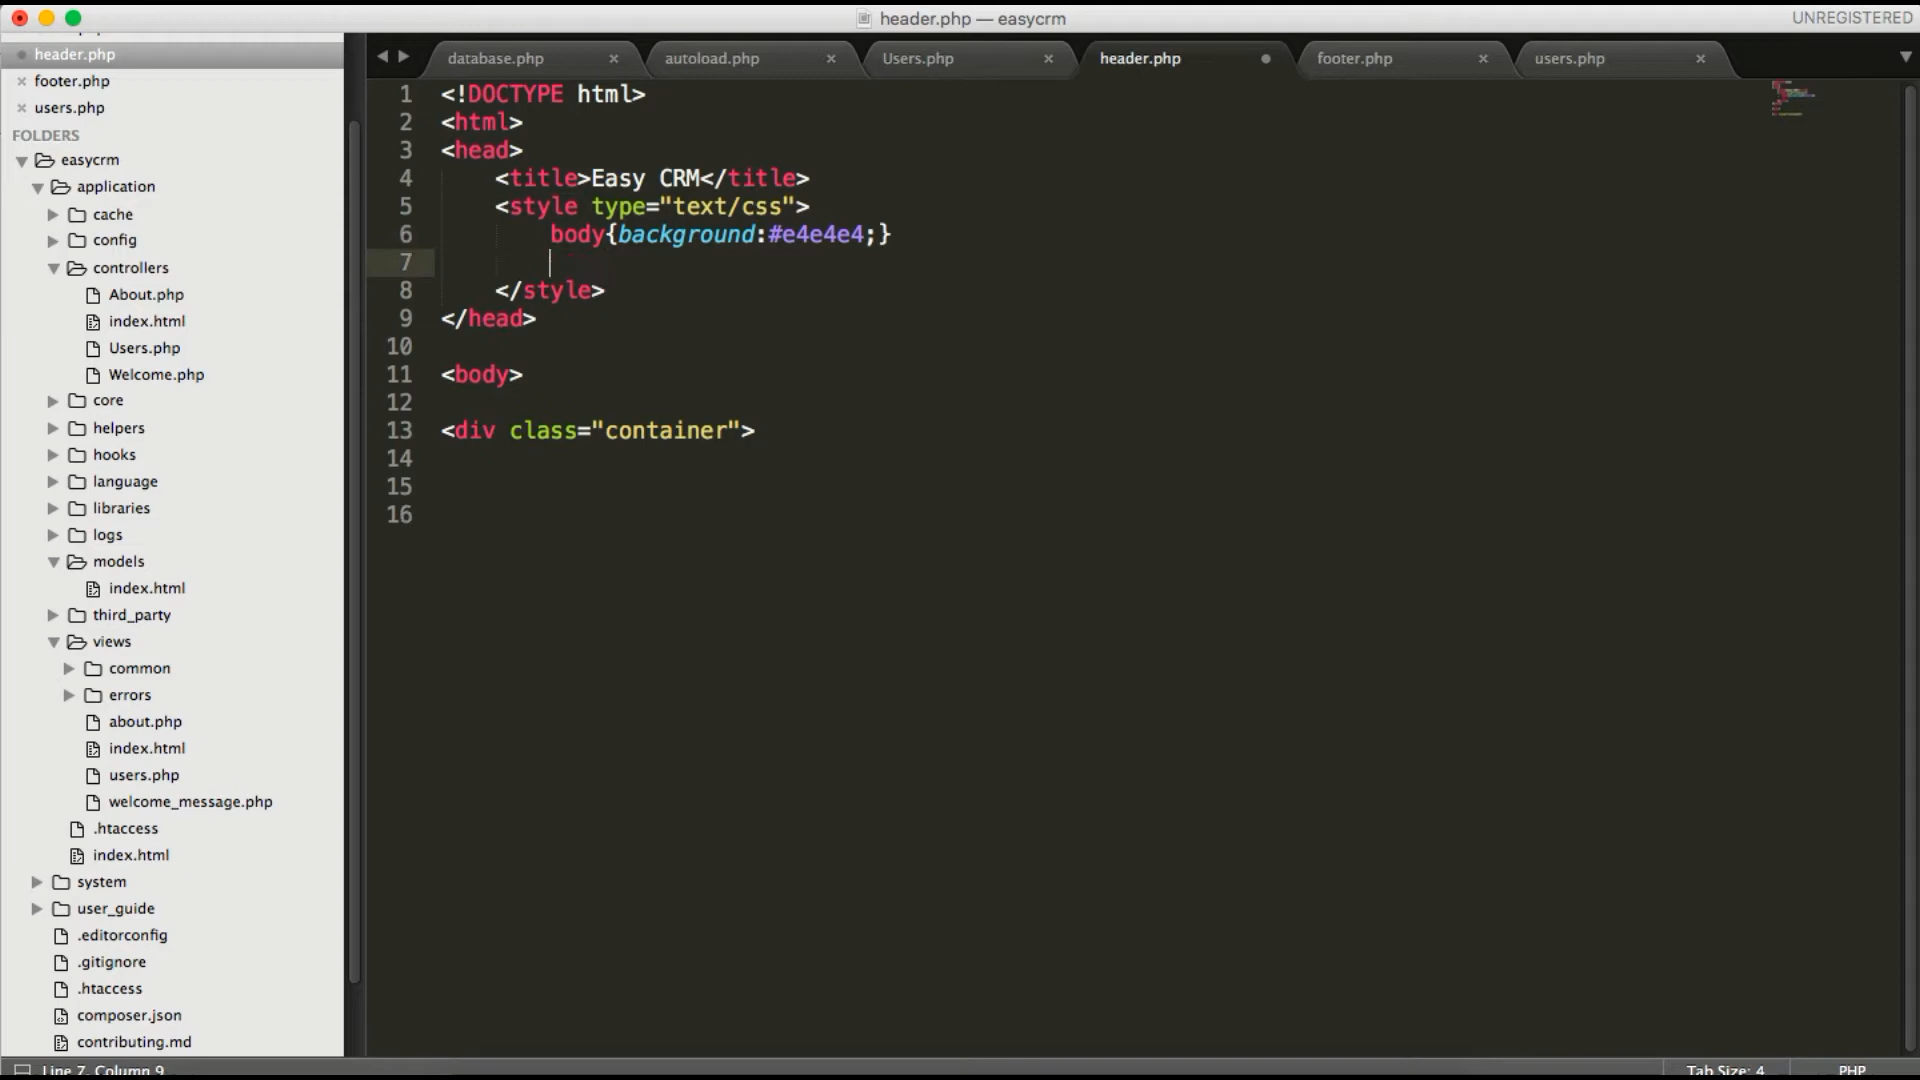 header.php — easycrm
UNREGISTERED
header.php
footer.php
users.php
FOLDERS
easycrm
application
cache
config
controllers
About.php
index.html
Users.php
Welcome.php
core
helpers
hooks
language
libraries
logs
models
index.html
third_party
views
common
errors
about.php
index.html
users.php
welcome_message.php
.htaccess
index.html
system
user_guide
.editorconfig
.gitignore
.htaccess
composer.json
contributing.md
database.php
autoload.php
Users.php
header.php
footer.php
users.php
1 <!DOCTYPE html>
2 <html>
3 <head>
4 <title>Easy CRM</title>
5 <style type="text/css">
6 body{background:#e4e4e4;}
7
8 </style>
9 </head>
10
11 <body>
12
13 <div class="container">
14
15
16
Line 7, Column 9
Tab Size: 4
PHP